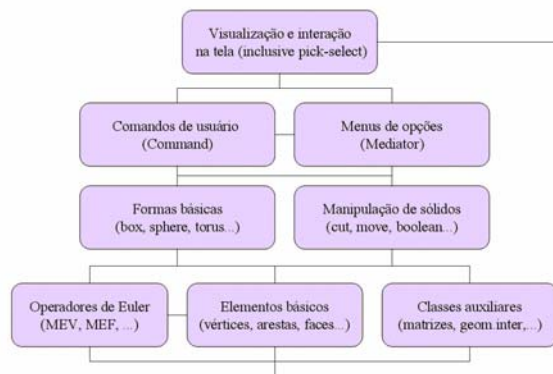 Visualização e interação
na tela (inclusive pick-select)
Comandos de usuário
(Command)
Menus de opções
(Mediator)
Formas básicas
(box, sphere, torus...)
Manipulação de sólidos
(cut, move, boolean...)
Operadores de Euler
(MEV, MEF, ...)
Elementos básicos
(vértices, arestas, faces...)
Classes auxiliares
(matrizes, geom inter,...)